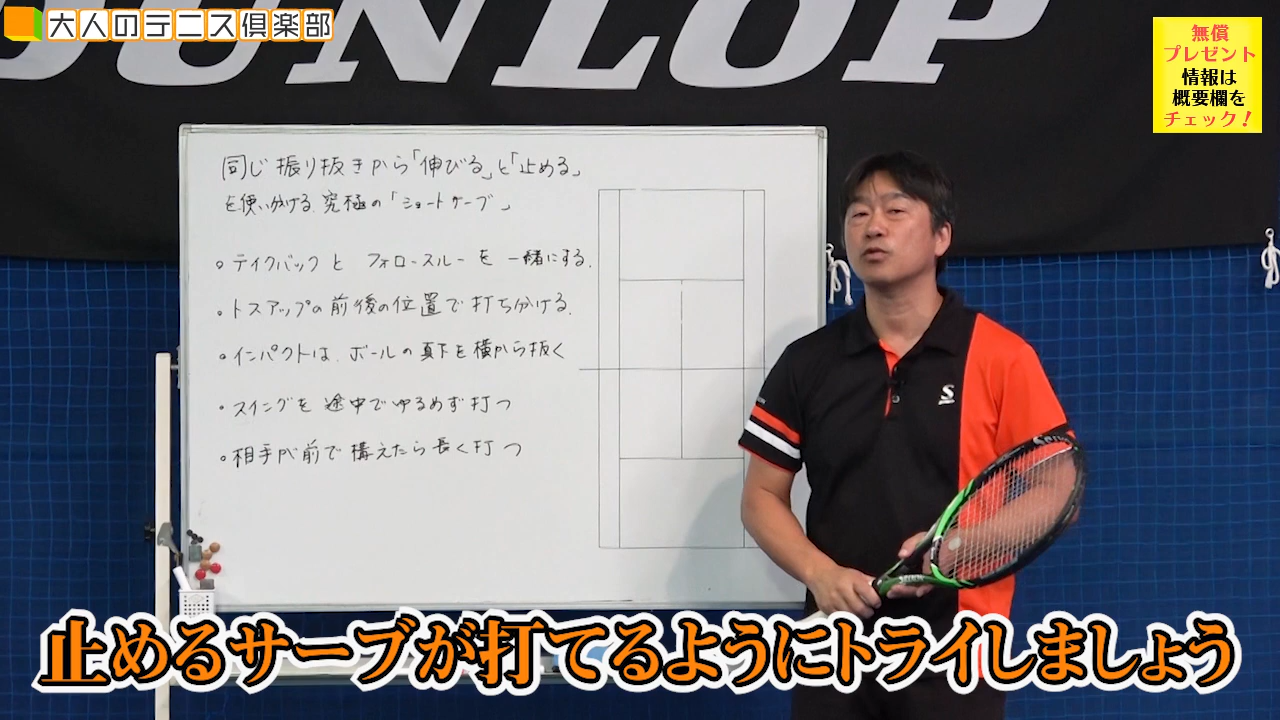 大人のテニス倶楽部
DUNLOP
無償
プレゼント
情報は
概要欄を
チェック!
同じ振り抜きから「伸びる」と「止める」
を使い分ける究極の「ショートサーブ」
・テイクバックとフォロースルーを一緒にする.
・トスアップの前後の位置で打ち分ける.
・インパクトは、ボールの真下を横から抜く
・スイングを途中でゆるめず打つ
・相手が前で構えたら長く打つ
S
SRIXON
止めるサーブが打てるようにトライしましょう